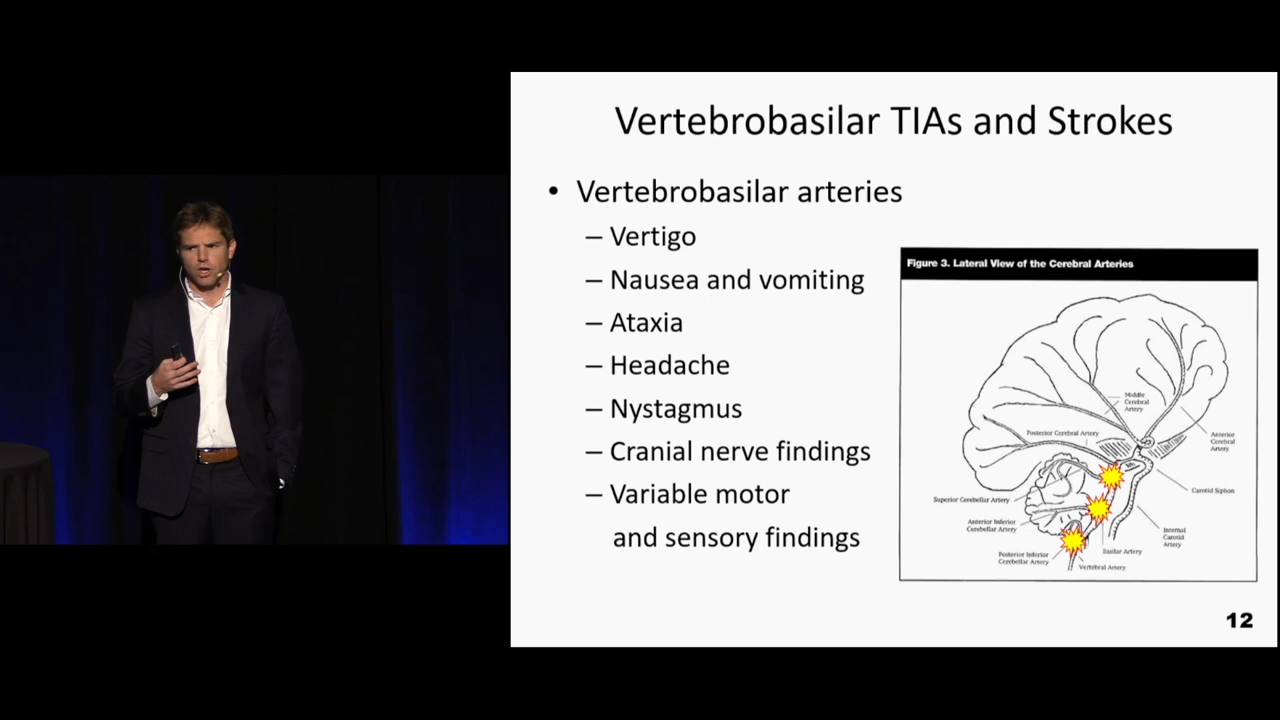 Vertebrobasilar TIAs and Strokes
• Vertebrobasilar arteries
– Vertigo
– Nausea and vomiting
– Ataxia
– Headache
– Nystagmus
– Cranial nerve findings
– Variable motor
and sensory findings
Figure 3. Lateral View of the Cerebral Arteries
Middle
Cerebral
Artery
Posterior Cerebral Artery
Anterior
Cerebral
Artery
Carotid Siphon
Superior Cerebellar Artery
Anterior Inferior
Cerebellar Artery
Internal
Carotid
Artery
Basilar Artery
Posterior Inferior
Cerebellar Artery
Vertebral Artery
12